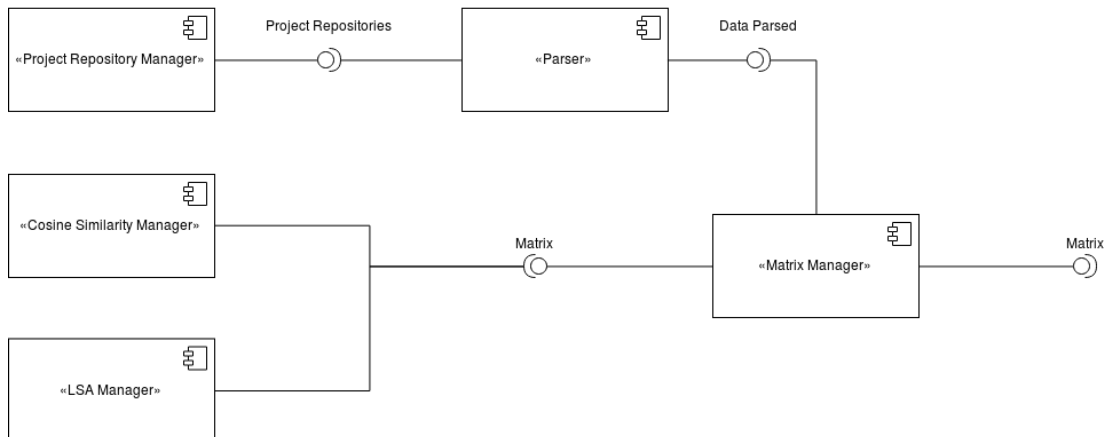 Project Repositories
Data Parsed
«Project Repository Manager»
«Parser»
«Cosine Similarity Manager»
Matrix
Matrix
«Matrix Manager»
«LSA Manager»